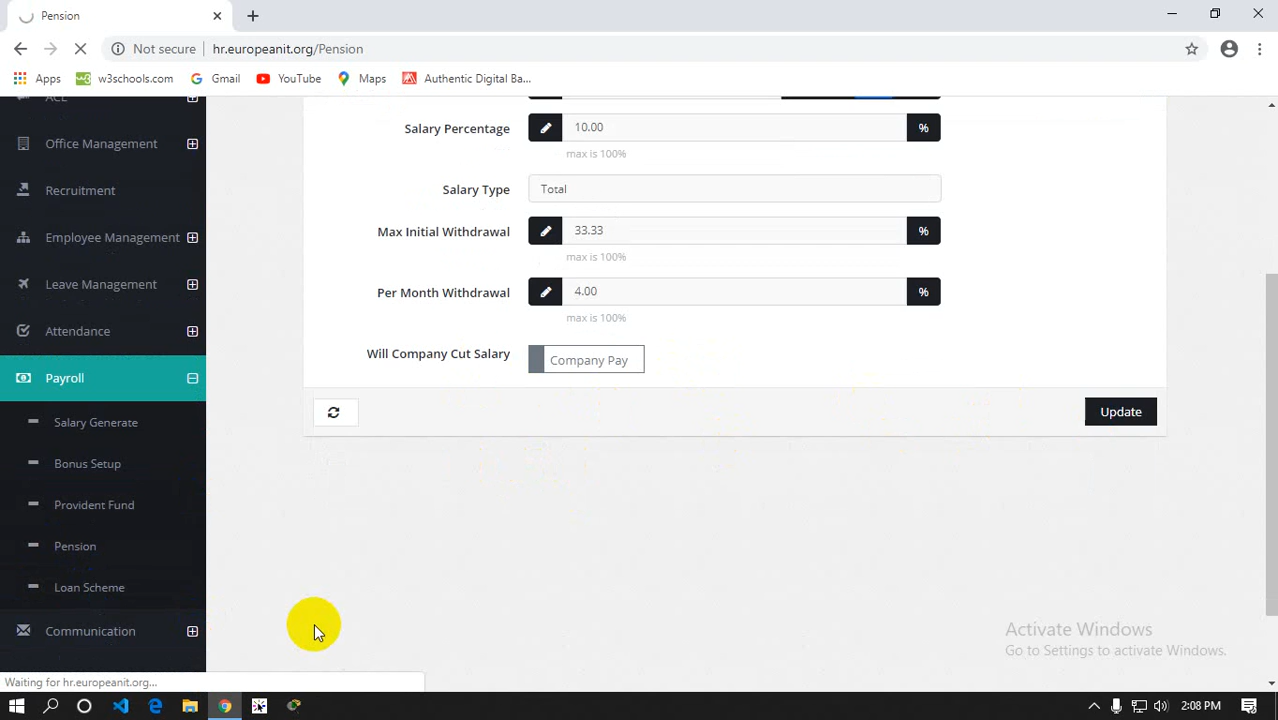 Pension
Not secure
hr.europeanit.org/Pension
Apps
w3schools.com
Gmail
YouTube
Maps
Authentic Digital Ba...
ACL
Office Management
Recruitment
Employee Management
Leave Management
Attendance
Payroll
Salary Generate
Bonus Setup
Provident Fund
Pension
Loan Scheme
Communication
Salary Percentage
10.00
%
max is 100%
Salary Type
Total
Max Initial Withdrawal
33.33
%
max is 100%
Per Month Withdrawal
4.00
%
max is 100%
Will Company Cut Salary
Company Pay
Update
Activate Windows
Go to Settings to activate Windows.
Waiting for hr.europeanit.org...
2:08 PM